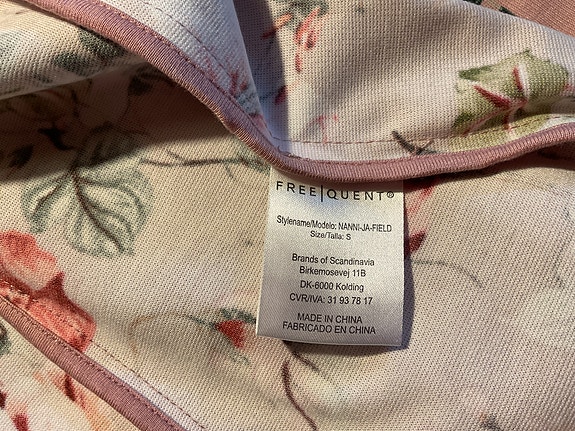 FREE|QUENT®
Stylename/Modelo: NANNI-JA-FIELD
Size/Talla: S
Brands of Scandinavia
Birkemosevej 11B
DK-6000 Kolding
CVR/IVA: 31 93 78 17
MADE IN CHINA
FABRICADO EN CHINA